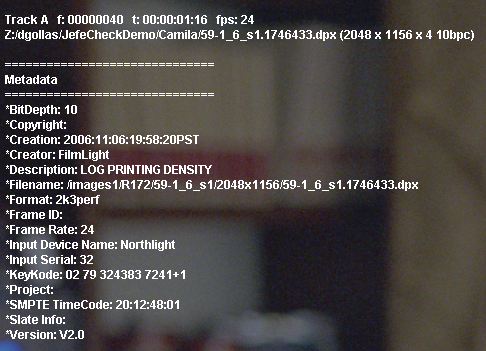 Track A f: 00000040 t: 00:00:01:16 fps: 24
Z:/dgollas/JefeCheckDemo/Camila/59-1_6_s1.1746433.dpx (2048 x 1156 x 4 10bpc)
==============================
Metadata
==============================
*BitDepth: 10
*Copyright:
*Creation: 2006:11:06:19:58:20PST
*Creator: FilmLight
*Description: LOG PRINTING DENSITY
*Filename: /images1/R172/59-1_6_s1/2048x1156/59-1_6_s1.1746433.dpx
*Format: 2k3perf
*Frame ID:
*Frame Rate: 24
*Input Device Name: Northlight
*Input Serial: 32
*KeyKode: 02 79 324383 7241+1
*Project:
*SMPTE TimeCode: 20:12:48:01
*Slate Info:
*Version: V2.0